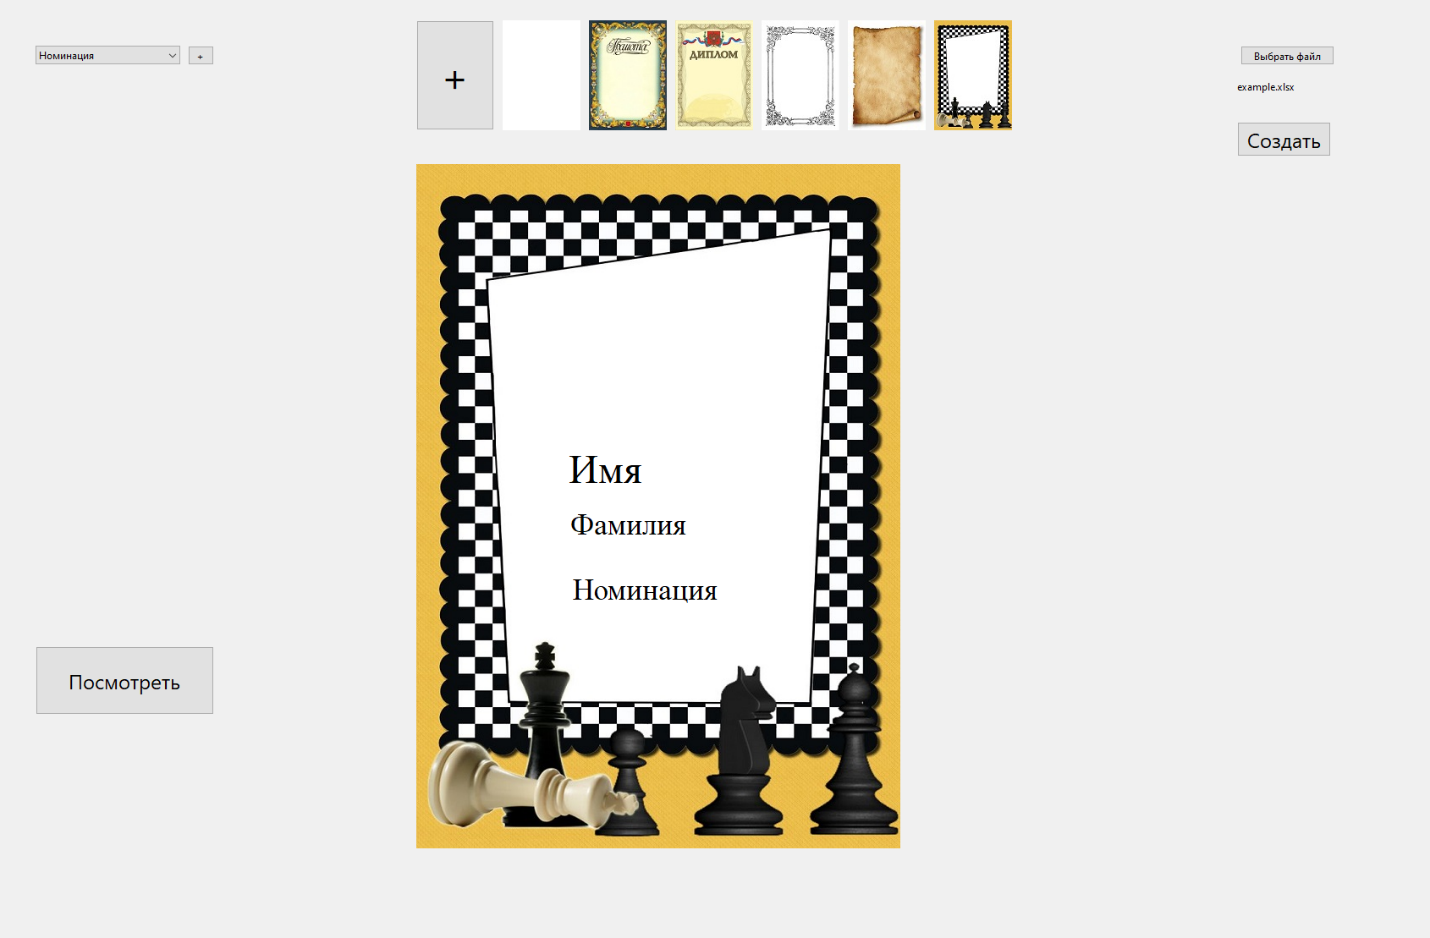 Номинация
+
+
Грамота
ДИПЛОМ
Выбрать файл
example.xlsx
Создать
Имя
Фамилия
Номинация
Посмотреть